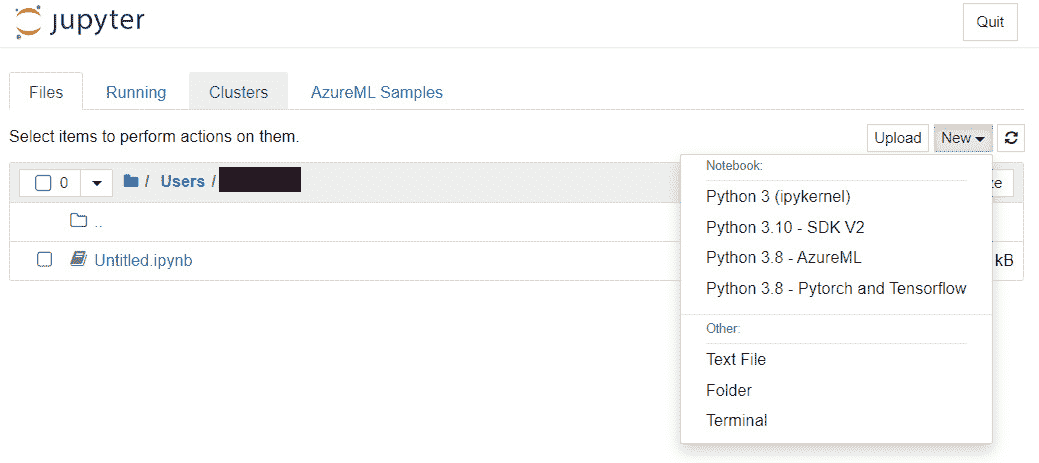 jupyter
Quit
Files Running Clusters AzureML Samples
Select items to perform actions on them.
Upload New
0 / Users /
Notebook:
Python 3 (ipykernel)
Python 3.10 - SDK V2
Python 3.8 - AzureML
Python 3.8 - Pytorch and Tensorflow
Other:
Text File
Folder
Terminal
..
Untitled.ipynb
kB